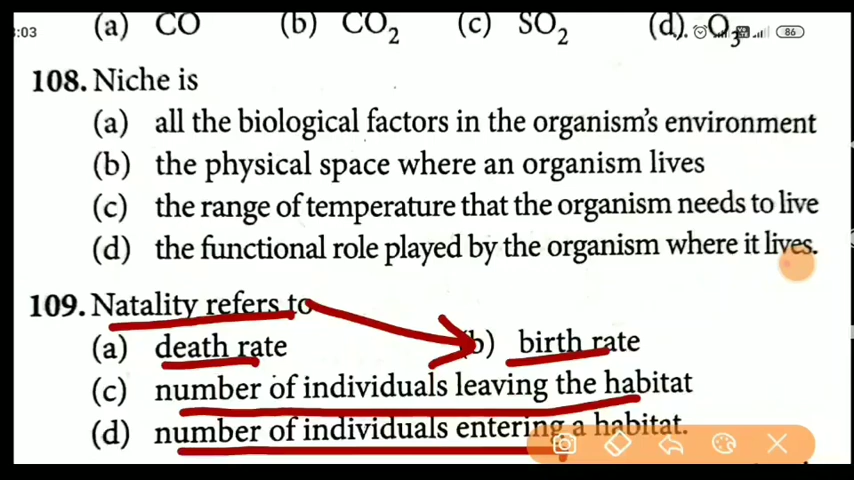 :03
(a) CO (b) CO₂ (c) SO₂ (d). O₃ 86
108. Niche is
(a) all the biological factors in the organism's environment
(b) the physical space where an organism lives
(c) the range of temperature that the organism needs to live
(d) the functional role played by the organism where it lives.
109. Natality refers to
(a) death rate (b) birth rate
(c) number of individuals leaving the habitat
(d) number of individuals entering a habitat.